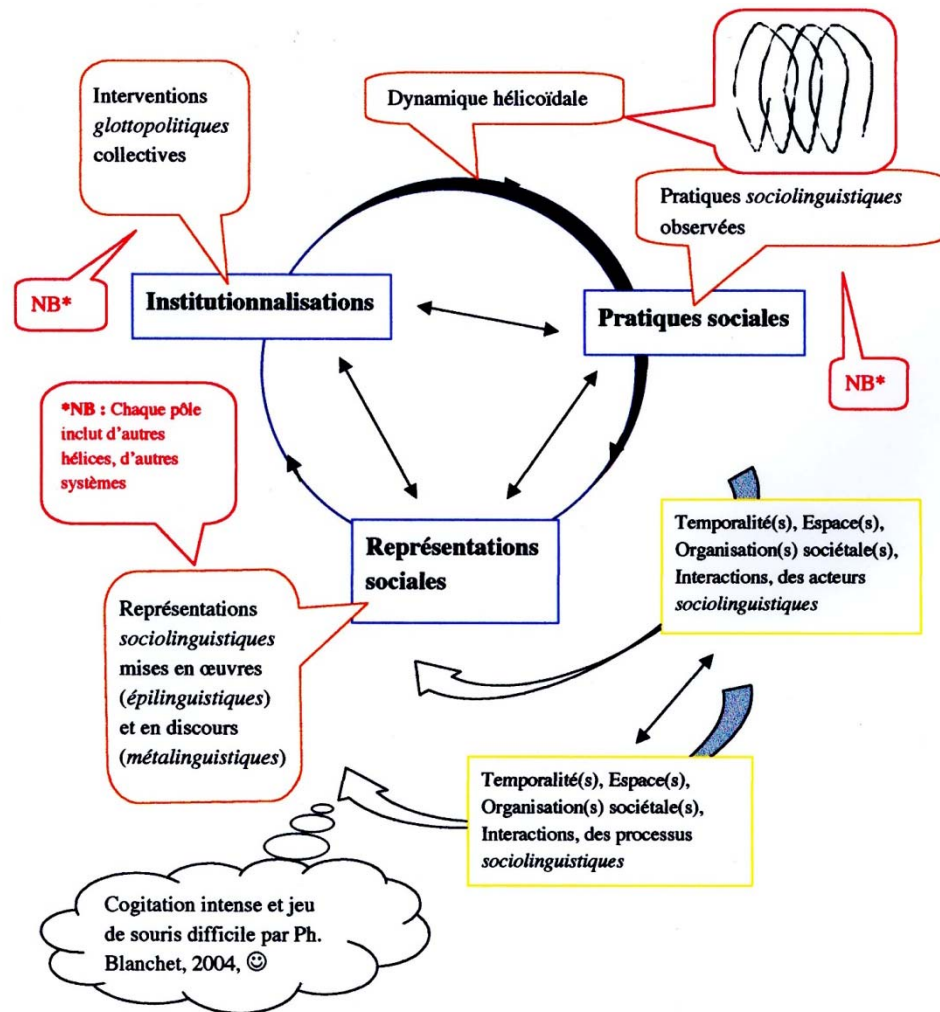 Interventions
glottopolitiques
collectives
Dynamique hélicoïdale
Pratiques sociolinguistiques
observées
NB*
Institutionnalisations
Pratiques sociales
NB*
*NB : Chaque pôle
inclut d'autres
hélices, d'autres
systèmes
Représentations
sociales
Temporalité(s), Espace(s),
Organisation(s) sociétale(s),
Interactions, des acteurs
sociolinguistiques
Représentations
sociolinguistiques
mises en œuvres
(épilinguistiques)
et en discours
(métalinguistiques)
Temporalité(s), Espace(s),
Organisation(s) sociétale(s),
Interactions, des processus
sociolinguistiques
Cogitation intense et jeu
de souris difficile par Ph.
Blanchet, 2004, ☺